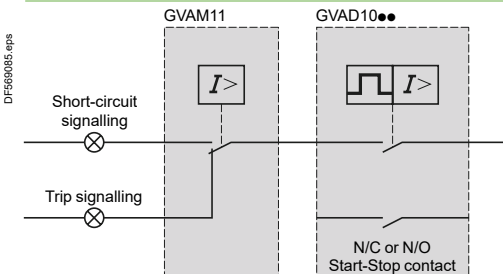 GVAM11
GVAD10●●
DF569085.eps
I>
I>
Short-circuit
signalling
Trip signalling
N/C or N/O
Start-Stop contact